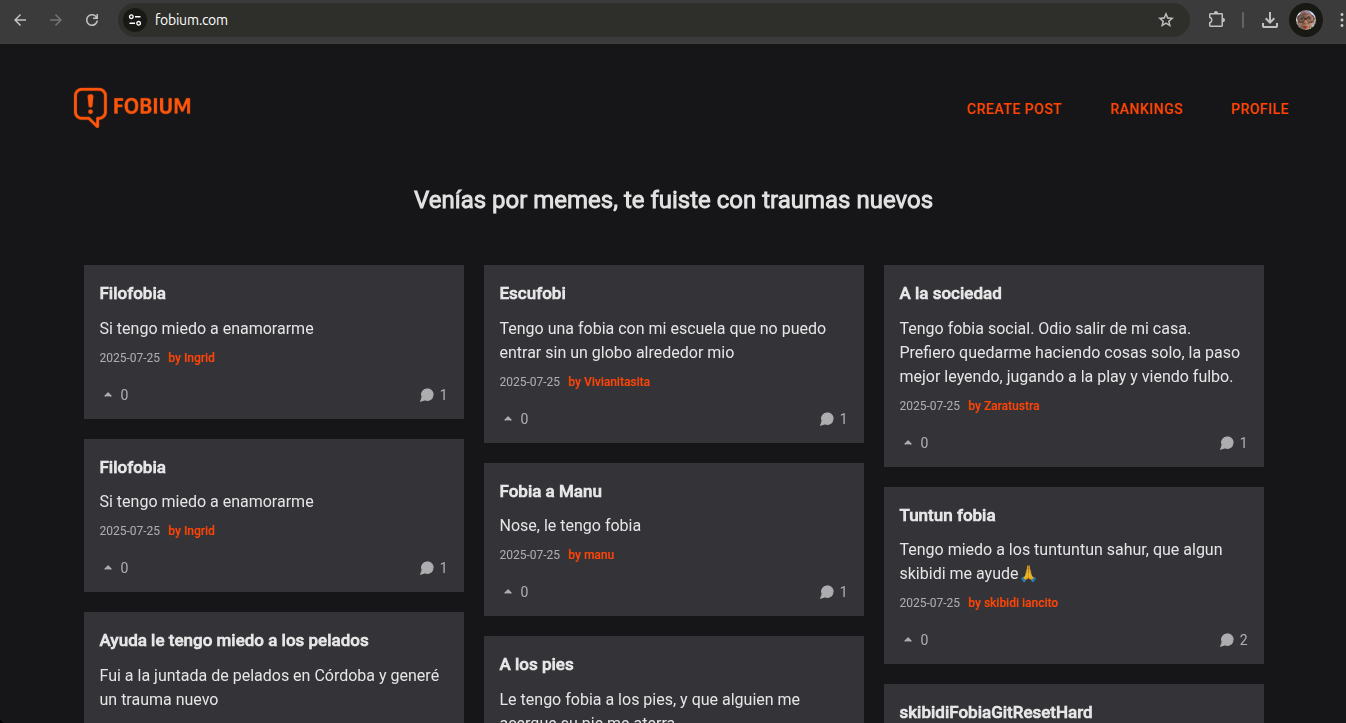 fobium.com
FOBIUM
CREATE POST
RANKINGS
PROFILE
Venías por memes, te fuiste con traumas nuevos
Filofobia
Si tengo miedo a enamorarme
2025-07-25 by Ingrid
0 1
Filofobia
Si tengo miedo a enamorarme
2025-07-25 by Ingrid
0 1
Ayuda le tengo miedo a los pelados
Fui a la juntada de pelados en Córdoba y generé
un trauma nuevo
Escufobi
Tengo una fobia con mi escuela que no puedo
entrar sin un globo alrededor mio
2025-07-25 by Vivianitasita
0 1
Fobia a Manu
Nose, le tengo fobia
2025-07-25 by manu
0 1
A los pies
Le tengo fobia a los pies, y que alguien me
acerque su pie me aterra
A la sociedad
Tengo fobia social. Odio salir de mi casa.
Prefiero quedarme haciendo cosas solo, la paso
mejor leyendo, jugando a la play y viendo fulbo.
2025-07-25 by Zaratustra
0 1
Tuntun fobia
Tengo miedo a los tuntuntun sahur, que algun
skibidi me ayude🙏
2025-07-25 by skibidi iancito
0 2
skibidiFobiaGitResetHard